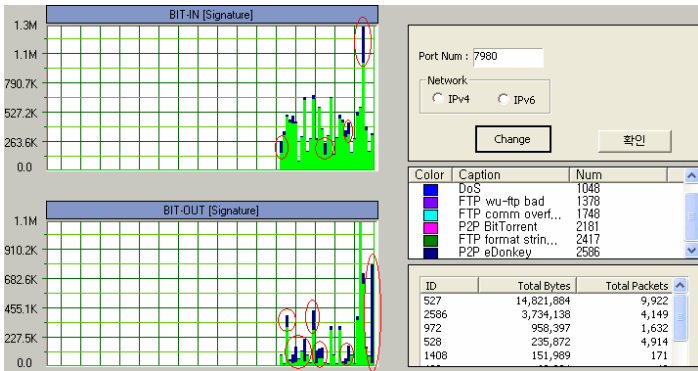 BIT-IN [Signature]
1.3M
1.1M
790.7K
527.2K
263.6K
0.0
BIT-OUT [Signature]
1.1M
910.2K
682.6K
455.1K
227.5K
0.0
Port Num : 7980
Network
IPv4 IPv6
Change 확인
Color Caption Num
DoS 1048
FTP wu-ftp bad 1378
FTP comm overf... 1748
P2P BitTorrent 2181
FTP format strin... 2417
P2P eDonkey 2586
ID Total Bytes Total Packets
527 14,821,884 9,922
2586 3,734,138 4,149
972 958,397 1,632
528 235,872 4,914
1408 151,989 171